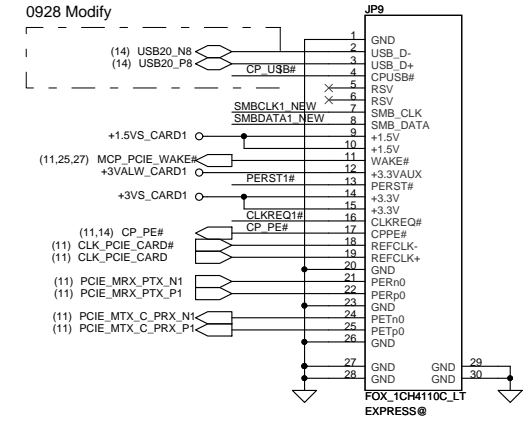 0928 Modify
JP9
1 GND
(14) USB20_N8 2 USB_D-
(14) USB20_P8 3 USB_D+
CP_USB# 4 CPUSB#
5 RSV
6 RSV
SMBCLK1_NEW 7 SMB_CLK
SMBDATA1_NEW 8 SMB_DATA
+1.5VS_CARD1 9 +1.5V
10 +1.5V
(11,25,27) MCP_PCIE_WAKE# 11 WAKE#
+3VALW_CARD1 12 +3.3VAUX
PERST1# 13 PERST#
+3VS_CARD1 14 +3.3V
15 +3.3V
CLKREQ1# 16 CLKREQ#
(11,14) CP_PE# CP_PE# 17 CPPE#
(11) CLK_PCIE_CARD# 18 REFCLK-
(11) CLK_PCIE_CARD 19 REFCLK+
20 GND
(11) PCIE_MRX_PTX_N1 21 PERn0
(11) PCIE_MRX_PTX_P1 22 PERp0
23 GND
(11) PCIE_MTX_C_PRX_N1 24 PETn0
(11) PCIE_MTX_C_PRX_P1 25 PETp0
26 GND
27 GND GND 29
28 GND GND 30
FOX_1CH4110C_LT
EXPRESS@